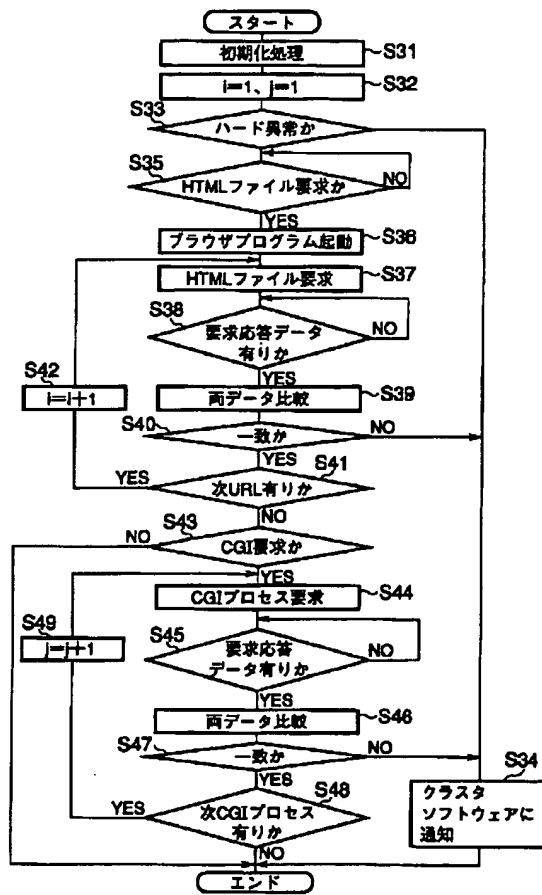 スタート
初期化処理 S31
i=1、j=1 S32
S33 ハード異常か
S35 HTMLファイル要求か NO
YES
ブラウザプログラム起動 S36
HTMLファイル要求 S37
S38 要求応答データ
有りか NO
YES
S42 i=i+1
両データ比較 S39
S40 一致か NO
YES
S41 次URL有りか YES
NO
S43 CGI要求か NO
YES
CGIプロセス要求 S44
S49 j=j+1
S45 要求応答
データ有りか NO
YES
両データ比較 S46
S47 一致か NO
YES
S48 次CGIプロセス
有りか YES
NO
S34
クラスタ
ソフトウェアに
通知
エンド